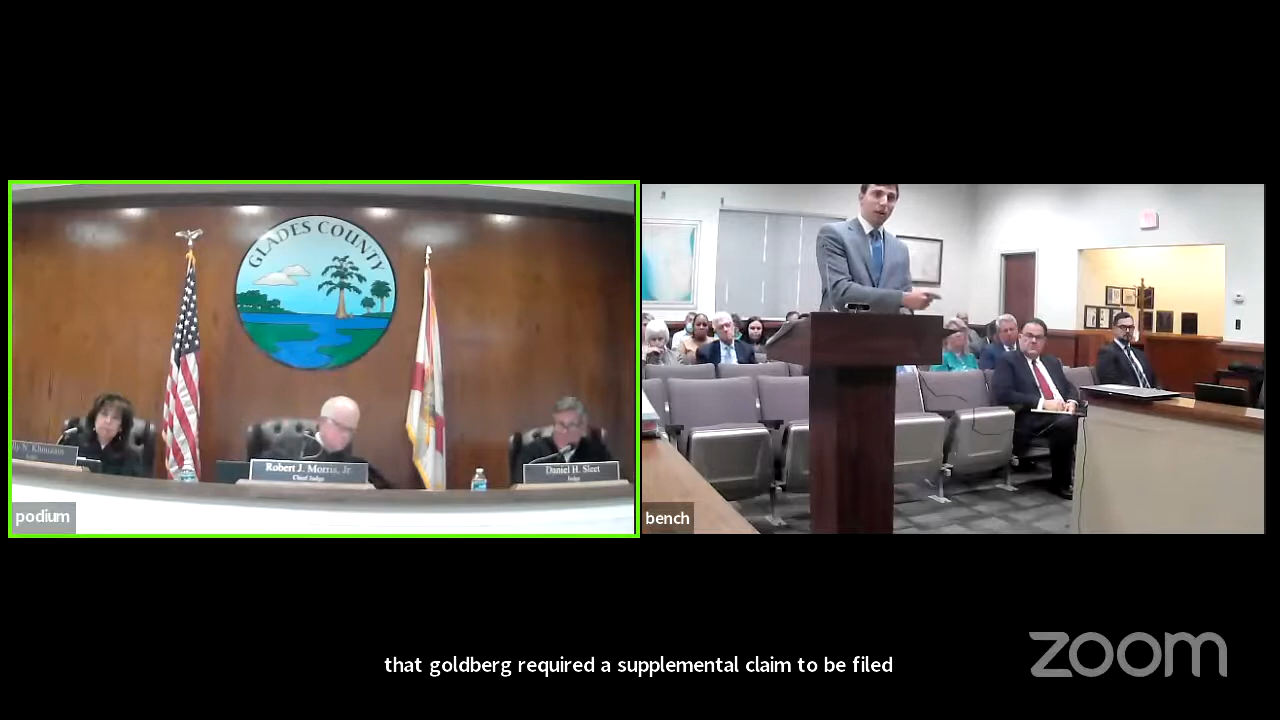 GLADES COUNTY
Robert J. Morris, Jr.
Chief Judge
Daniel H. Sleet
Judge
podium
bench
that goldberg required a supplemental claim to be filed
zoom